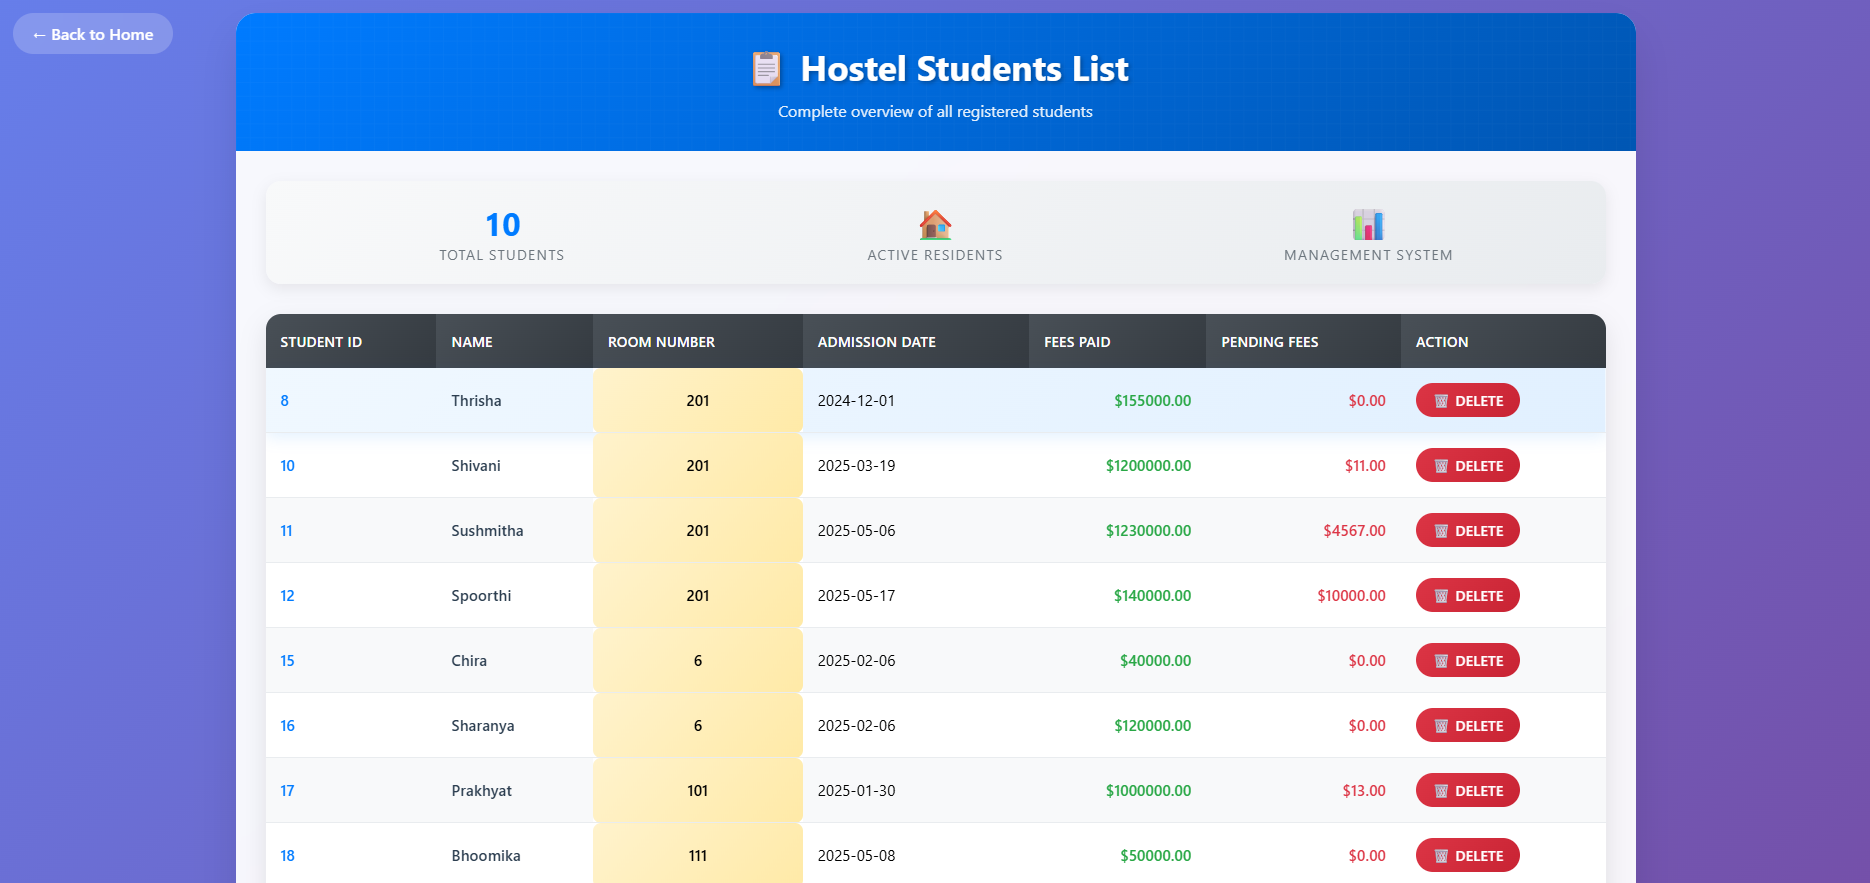 ← Back to Home
Hostel Students List
Complete overview of all registered students
10
TOTAL STUDENTS
ACTIVE RESIDENTS
MANAGEMENT SYSTEM
STUDENT ID NAME ROOM NUMBER ADMISSION DATE FEES PAID PENDING FEES ACTION
8 Thrisha 201 2024-12-01 $155000.00 $0.00 DELETE
10 Shivani 201 2025-03-19 $1200000.00 $11.00 DELETE
11 Sushmitha 201 2025-05-06 $1230000.00 $4567.00 DELETE
12 Spoorthi 201 2025-05-17 $140000.00 $10000.00 DELETE
15 Chira 6 2025-02-06 $40000.00 $0.00 DELETE
16 Sharanya 6 2025-02-06 $120000.00 $0.00 DELETE
17 Prakhyat 101 2025-01-30 $1000000.00 $13.00 DELETE
18 Bhoomika 111 2025-05-08 $50000.00 $0.00 DELETE